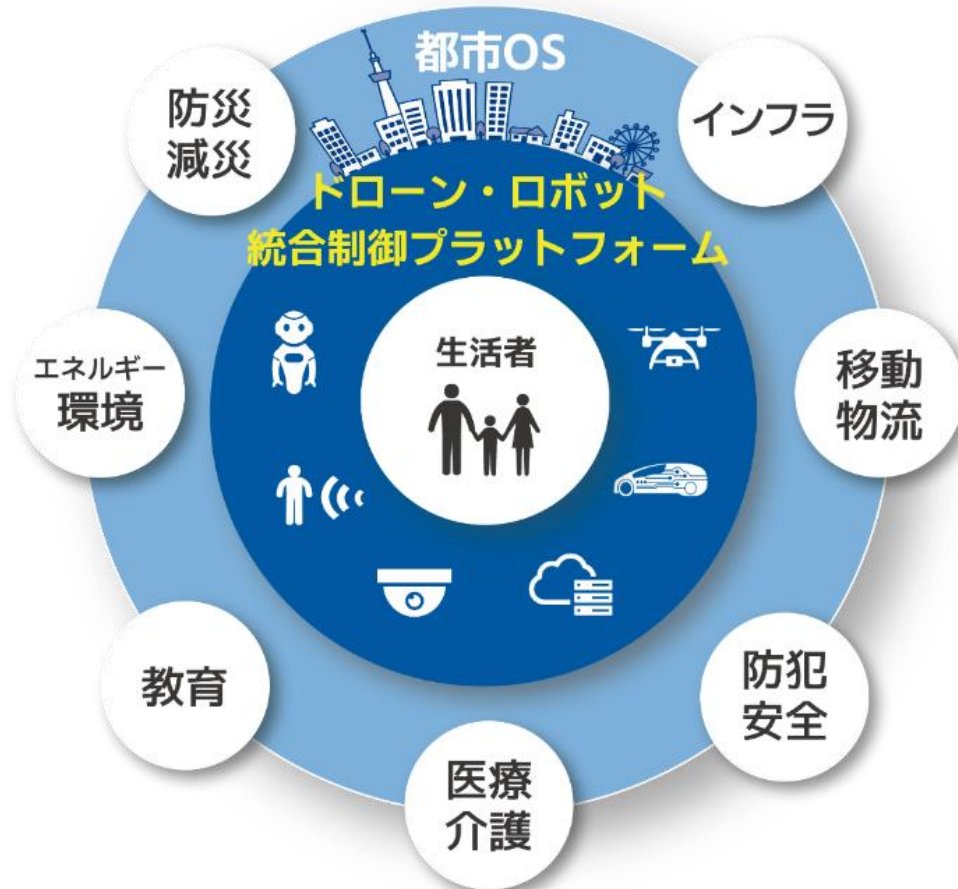 都市OS
防災
減災
インフラ
ドローン・ロボット
統合制御プラットフォーム
生活者
エネルギー
環境
移動
物流
教育
防犯
安全
医療
介護